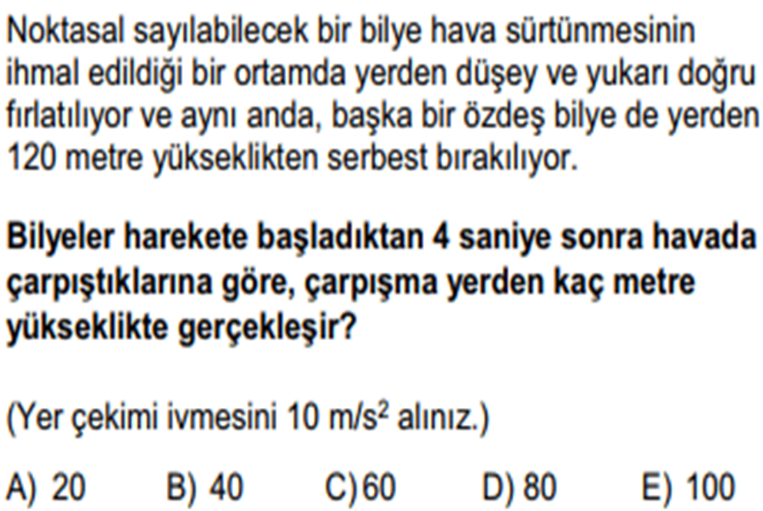 Noktasal sayılabilecek bir bilye hava sürtünmesinin
ihmal edildiği bir ortamda yerden düşey ve yukarı doğru
fırlatılıyor ve aynı anda, başka bir özdeş bilye de yerden
120 metre yükseklikten serbest bırakılıyor.
Bilyeler harekete başladıktan 4 saniye sonra havada
çarpıştıklarına göre, çarpışma yerden kaç metre
yükseklikte gerçekleşir?
(Yer çekimi ivmesini 10 m/s² alınız.)
A) 20 B) 40 C) 60 D) 80 E) 100